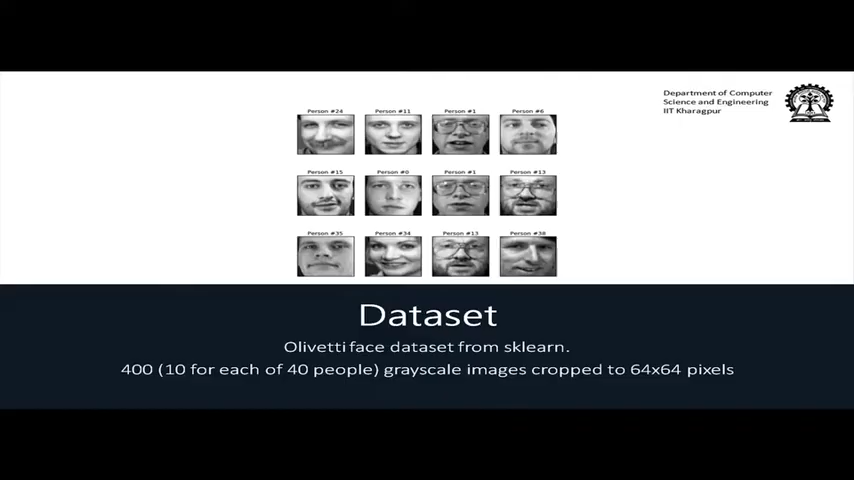 Department of Computer
Science and Engineering
IIT Kharagpur
Person #24 Person #11 Person #1 Person #6
Person #15 Person #0 Person #1 Person #13
Person #35 Person #34 Person #13 Person #38
Dataset
Olivetti face dataset from sklearn.
400 (10 for each of 40 people) grayscale images cropped to 64x64 pixels